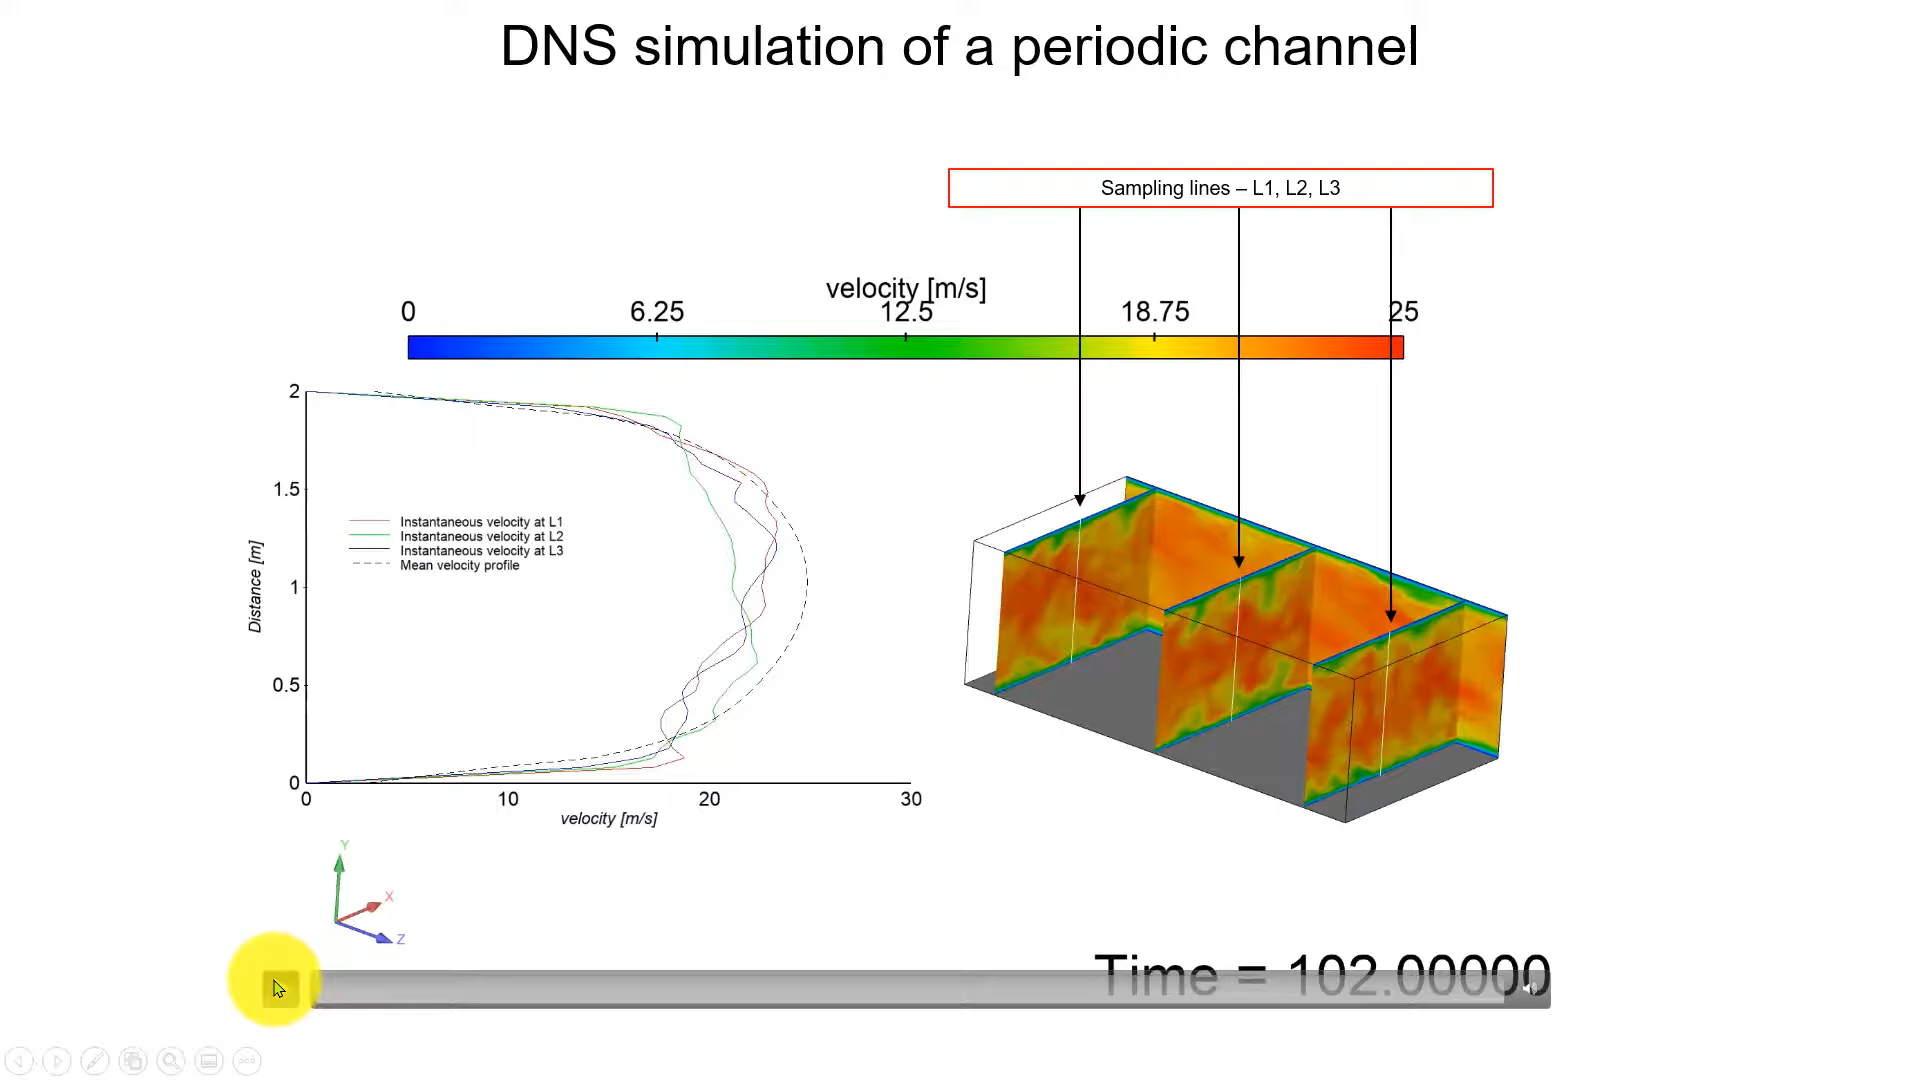 DNS simulation of a periodic channel
Sampling lines – L1, L2, L3
velocity [m/s]
0 6.25 12.5 18.75 25
2
1.5
1
0.5
0
Distance [m]
Instantaneous velocity at L1
Instantaneous velocity at L2
Instantaneous velocity at L3
Mean velocity profile
0 10 20 30
velocity [m/s]
Y
X
Z
Time = 102.00000